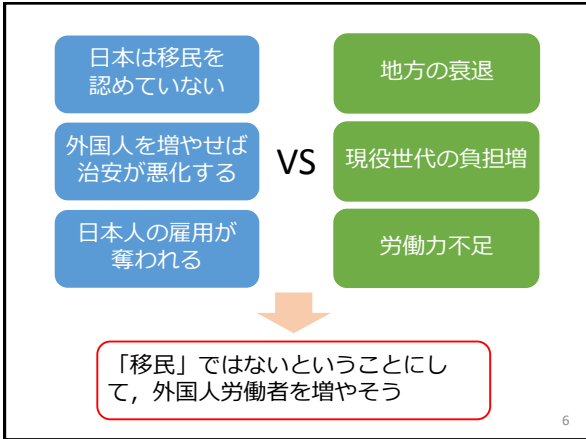 日本は移民を
認めていない
外国人を増やせば
治安が悪化する
日本人の雇用が
奪われる
VS
地方の衰退
現役世代の負担増
労働力不足
「移民」ではないということにし
て，外国人労働者を増やそう
6